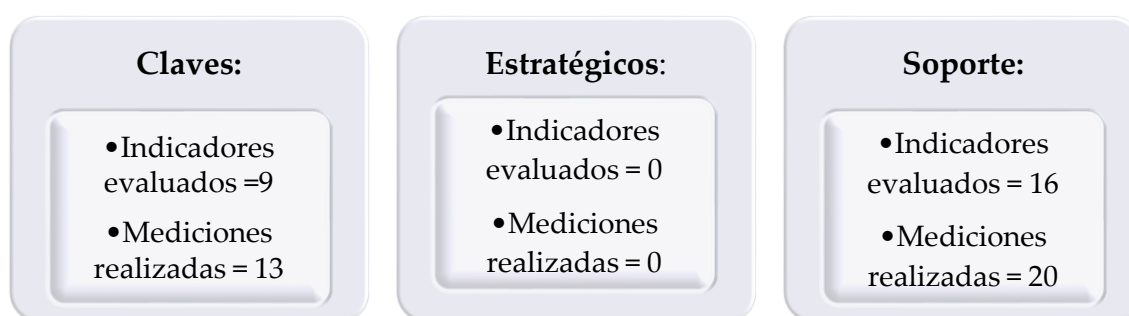 Claves:
•Indicadores
evaluados =9
•Mediciones
realizadas = 13
Estratégicos:
•Indicadores
evaluados = 0
•Mediciones
realizadas = 0
Soporte:
•Indicadores
evaluados = 16
•Mediciones
realizadas = 20